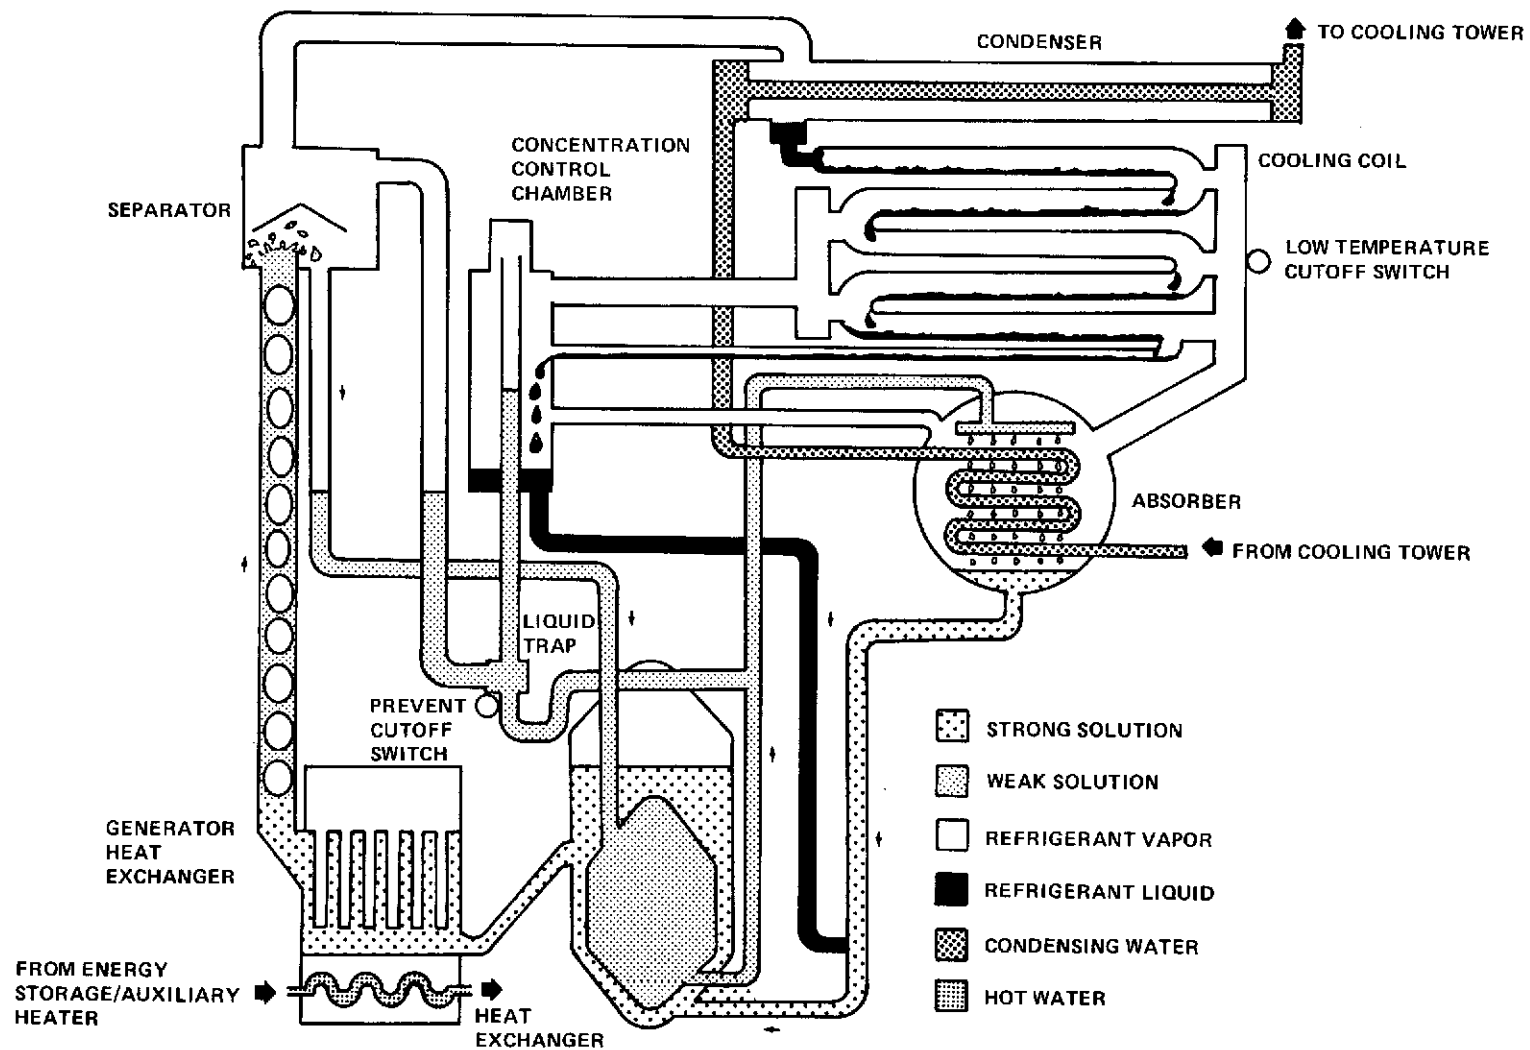 TO COOLING TOWER
CONDENSER
CONCENTRATION
CONTROL
CHAMBER
COOLING COIL
SEPARATOR
LOW TEMPERATURE
CUTOFF SWITCH
ABSORBER
FROM COOLING TOWER
LIQUID
TRAP
PREVENT
CUTOFF
SWITCH
STRONG SOLUTION
WEAK SOLUTION
GENERATOR
HEAT
EXCHANGER
REFRIGERANT VAPOR
REFRIGERANT LIQUID
CONDENSING WATER
FROM ENERGY
STORAGE/AUXILIARY
HEATER
HOT WATER
HEAT
EXCHANGER